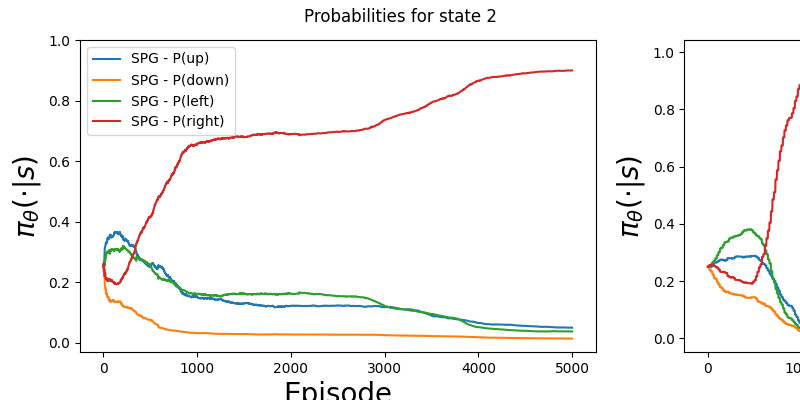 Probabilities for state 2
1.0
0.8
0.6
0.4
0.2
0.0
πθ(·|s)
SPG - P(up)
SPG - P(down)
SPG - P(left)
SPG - P(right)
0 1000 2000 3000 4000 5000
Episode
1.0
0.8
0.6
0.4
0.2
0.0
πθ(·|s)
0